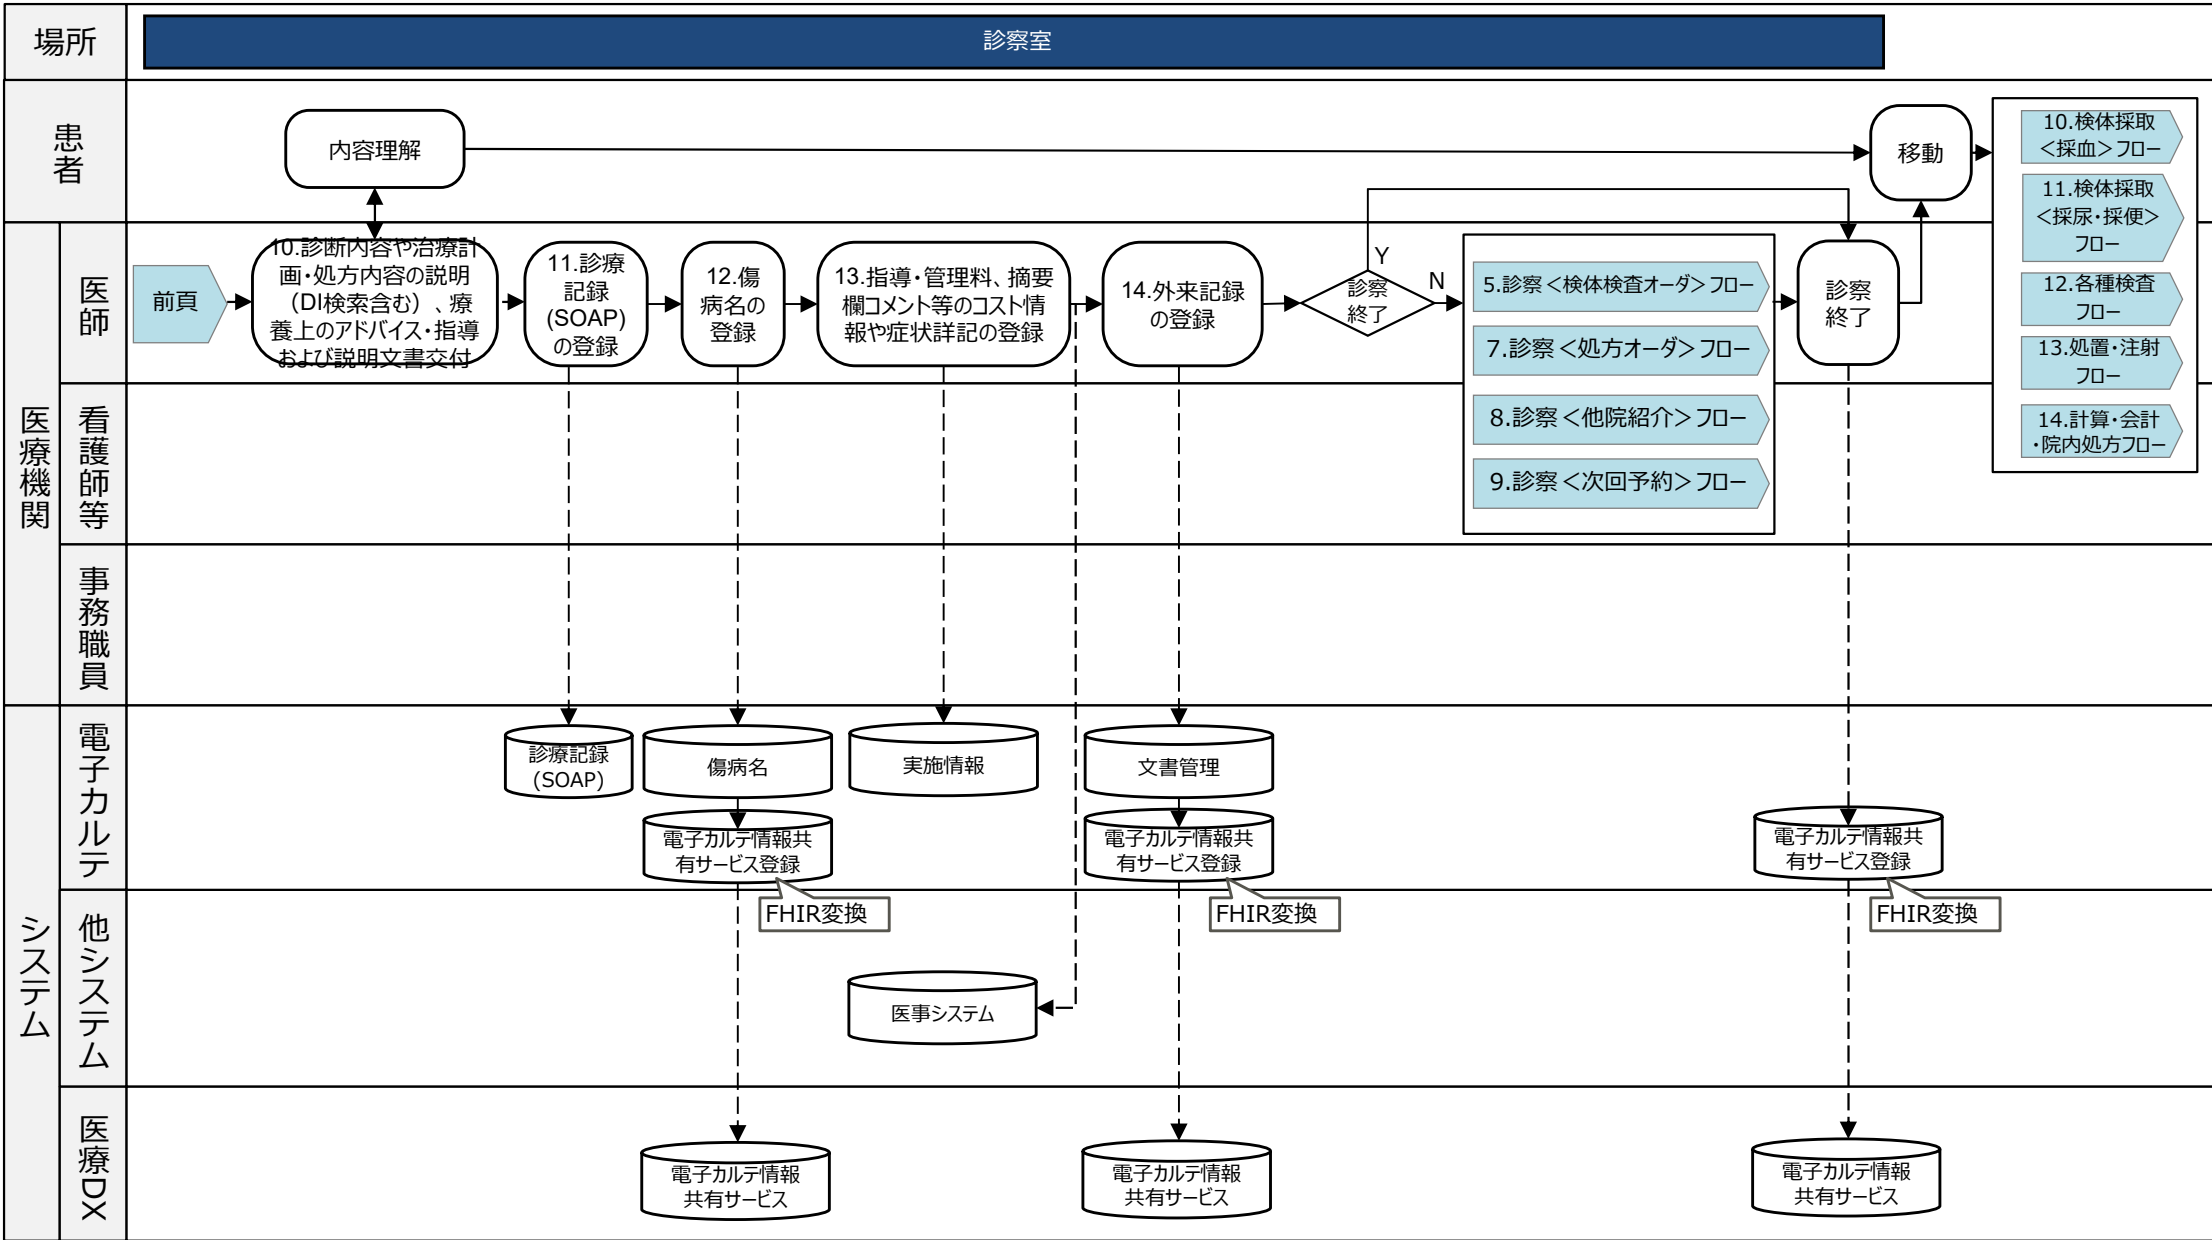 場所
診察室
患者
内容理解
移動
10.検体採取
<採血>フロー
11.検体採取
<採尿・採便>
フロー
12.各種検査
フロー
13.処置・注射
フロー
14.計算・会計
・院内処方フロー
医療機関
医師
前頁
10.診断内容や治療計
画・処方内容の説明
(DI検索含む)、療
養上のアドバイス・指導
および説明文書交付
11.診療
記録
(SOAP)
の登録
12.傷
病名の
登録
13.指導・管理料、摘要
欄コメント等のコスト情
報や症状詳記の登録
14.外来記録
の登録
診察
終了
Y
N
5.診察<検体検査オーダ>フロー
7.診察<処方オーダ>フロー
8.診察<他院紹介>フロー
9.診察<次回予約>フロー
診察
終了
看護師等
事務職員
システム
電子カルテ
診療記録
(SOAP)
傷病名
実施情報
文書管理
電子カルテ情報共
有サービス登録
電子カルテ情報共
有サービス登録
電子カルテ情報共
有サービス登録
FHIR変換
FHIR変換
FHIR変換
他システム
医事システム
医療DX
電子カルテ情報
共有サービス
電子カルテ情報
共有サービス
電子カルテ情報
共有サービス